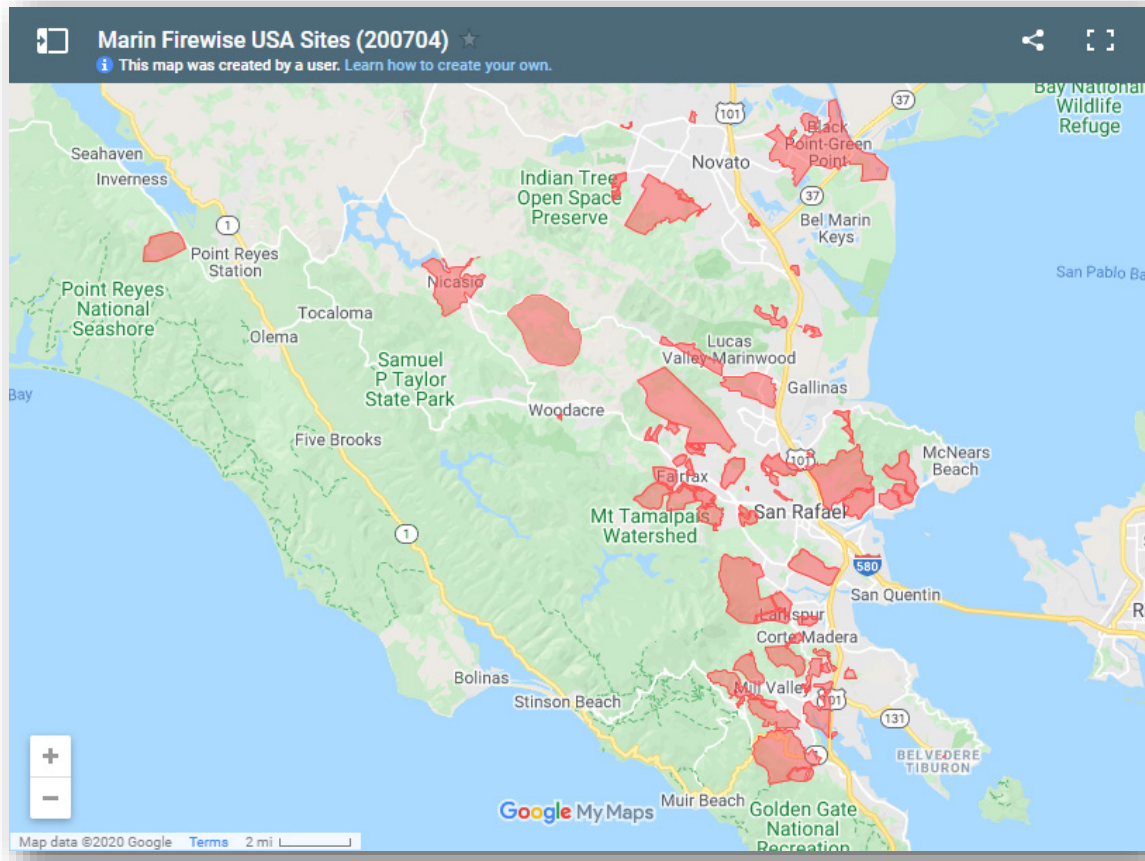 Marin Firewise USA Sites (200704)
This map was created by a user. Learn how to create your own.
Bay National
Wildlife
Refuge
37
101
Black
Point-Green
Point
Seahaven
Novato
Inverness
Indian Tree
Open Space
Preserve
37
1
Bel Marin
Keys
Point Reyes
Station
San Pablo Ba
Nicasio
Point Reyes
National
Seashore
Tocaloma
Olema
Lucas
Valley Marinwood
Samuel
P Taylor
State Park
Gallinas
Bay
Woodacre
Five Brooks
McNears
Beach
101
Fairfax
San Rafael
Mt Tamalpais
Watershed
1
580
San Quentin
R
Larkspur
Corte Madera
Bolinas
Mill Valley
Stinson Beach
101
131
BELVEDERE
TIBURON
1
+
−
Google My Maps
Muir Beach
Golden Gate
National
Recreation
Map data ©2020 Google Terms 2 mi